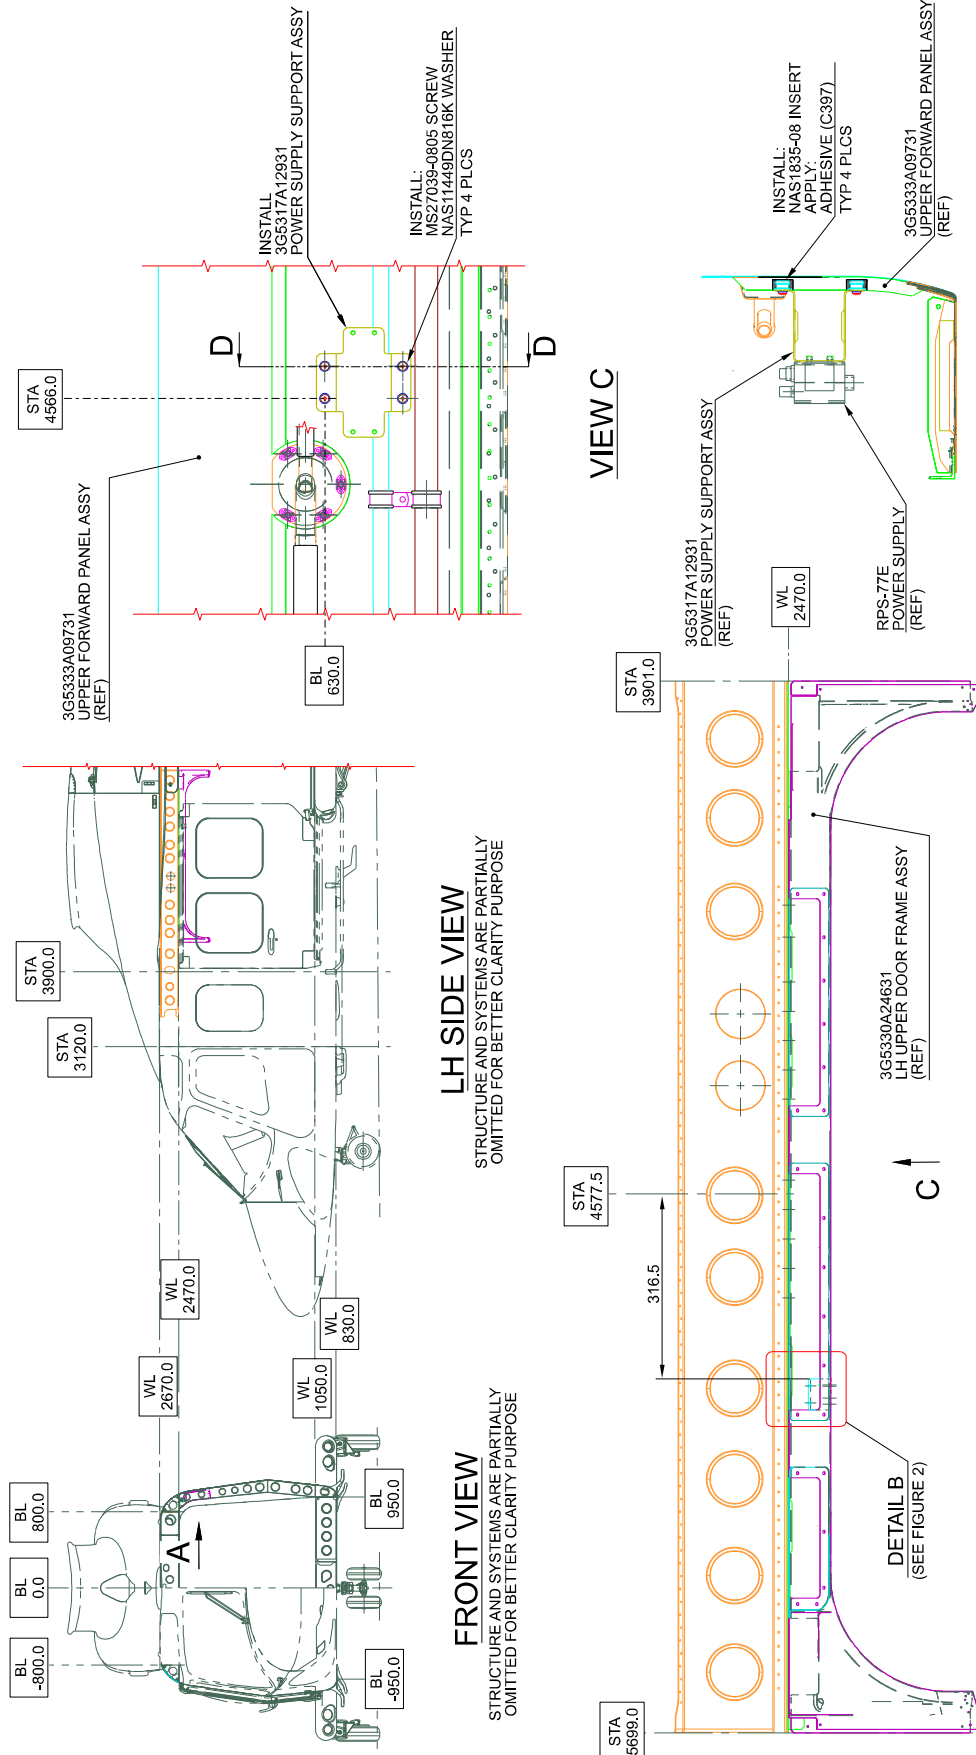 BL
-800.0
BL
0.0
BL
800.0
WL
2670.0
WL
2470.0
A
WL
1050.0
WL
830.0
BL
-950.0
BL
950.0
FRONT VIEW
STRUCTURE AND SYSTEMS ARE PARTIALLY
OMITTED FOR BETTER CLARITY PURPOSE
STA
3120.0
STA
3900.0
LH SIDE VIEW
STRUCTURE AND SYSTEMS ARE PARTIALLY
OMITTED FOR BETTER CLARITY PURPOSE
3G5333A09731
UPPER FORWARD PANEL ASSY
(REF)
STA
4566.0
BL
630.0
D
D
INSTALL
3G5317A12931
POWER SUPPLY SUPPORT ASSY
INSTALL:
MS27039-0805 SCREW
NAS11449DN816K WASHER
TYP 4 PLCS
VIEW C
STA
5699.0
316.5
STA
4577.5
STA
3901.0
WL
2470.0
DETAIL B
(SEE FIGURE 2)
C
3G5330A24631
LH UPPER DOOR FRAME ASSY
(REF)
3G5317A12931
POWER SUPPLY SUPPORT ASSY
(REF)
RPS-77E
POWER SUPPLY
(REF)
INSTALL:
NAS1835-08 INSERT
APPLY:
ADHESIVE (C397)
TYP 4 PLCS
3G5333A09731
UPPER FORWARD PANEL ASSY
(REF)